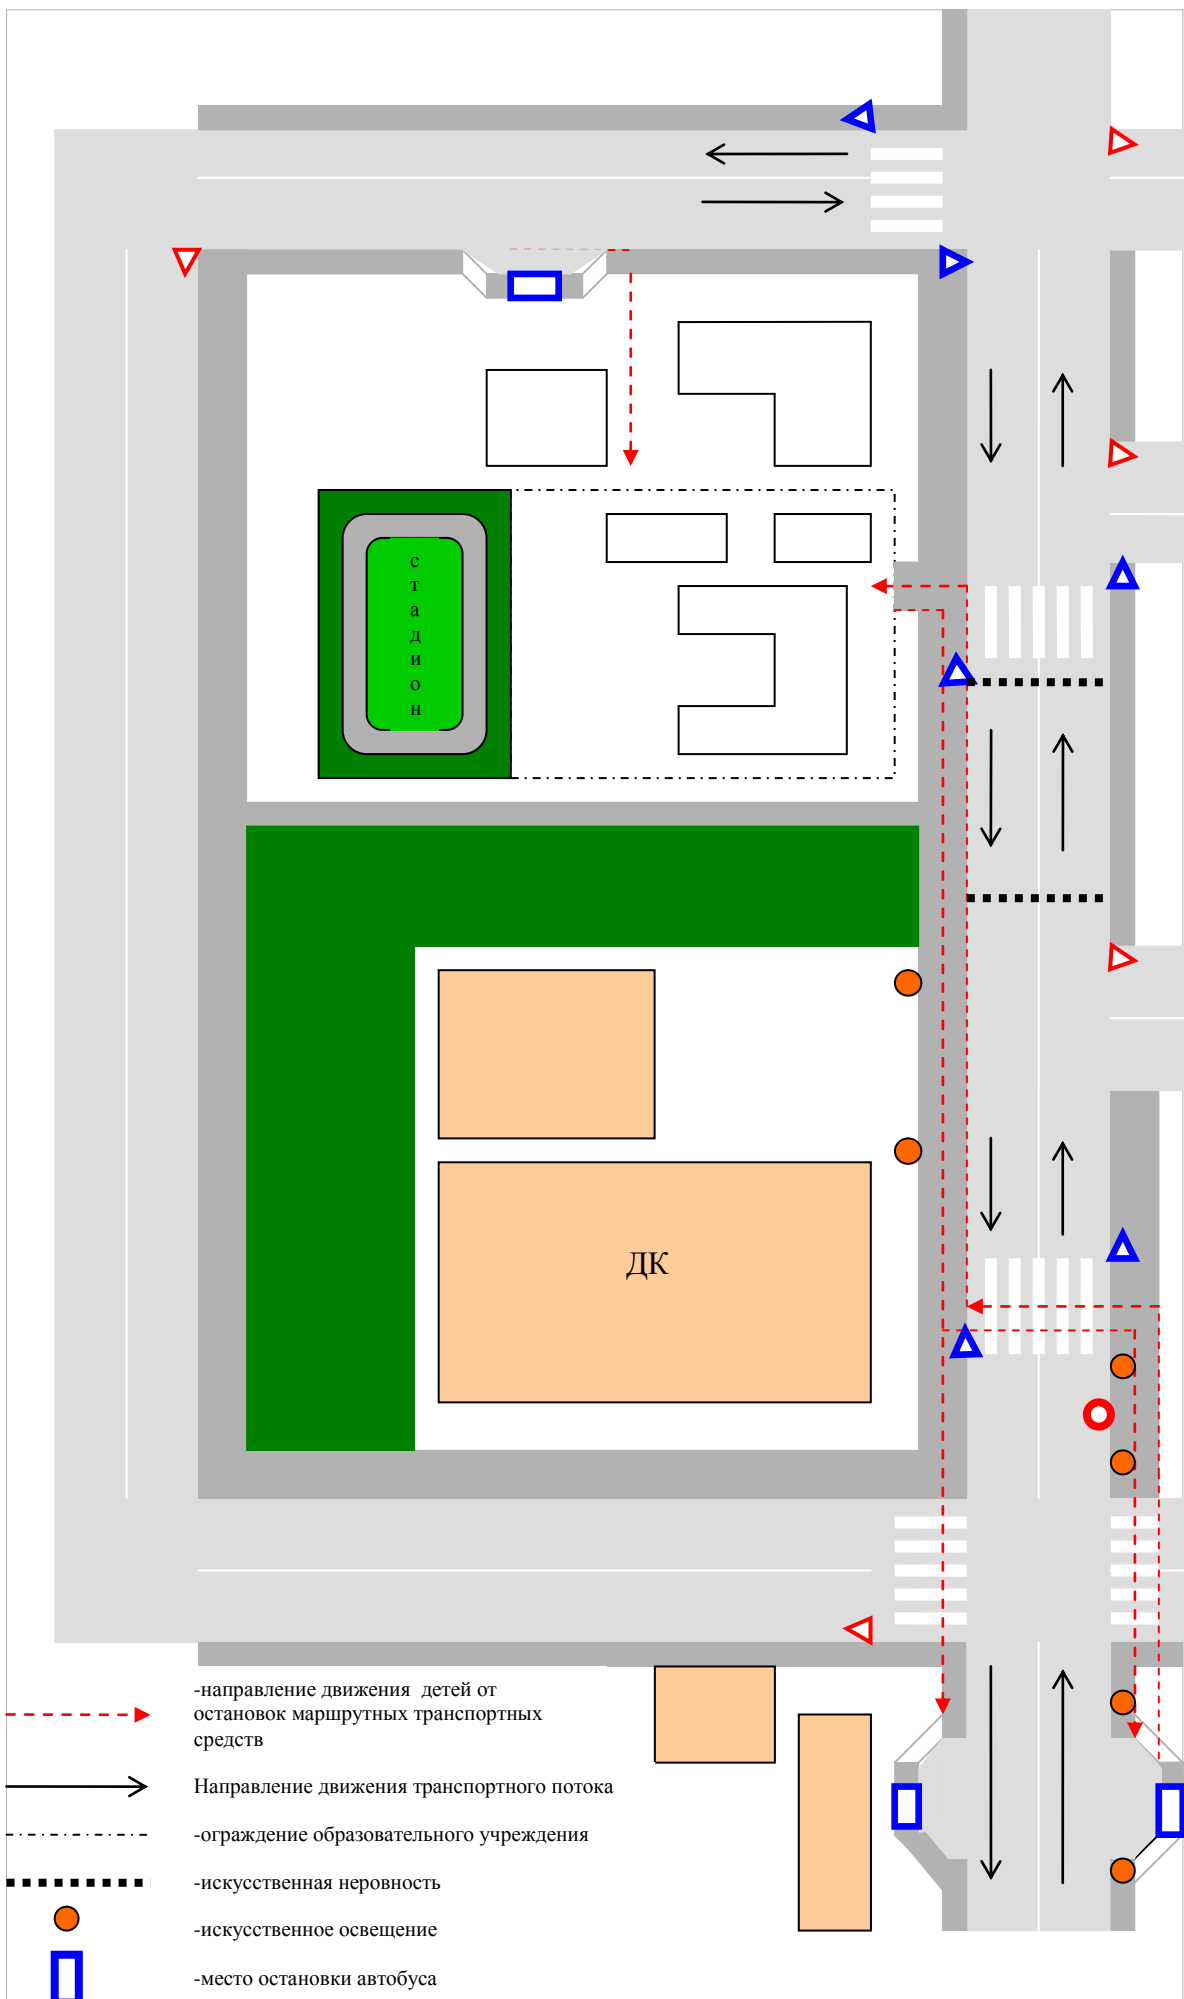 стадион
ДК
-направление движения детей от
остановок маршрутных транспортных
средств
Направление движения транспортного потока
-ограждение образовательного учреждения
-искусственная неровность
-искусственное освещение
-место остановки автобуса